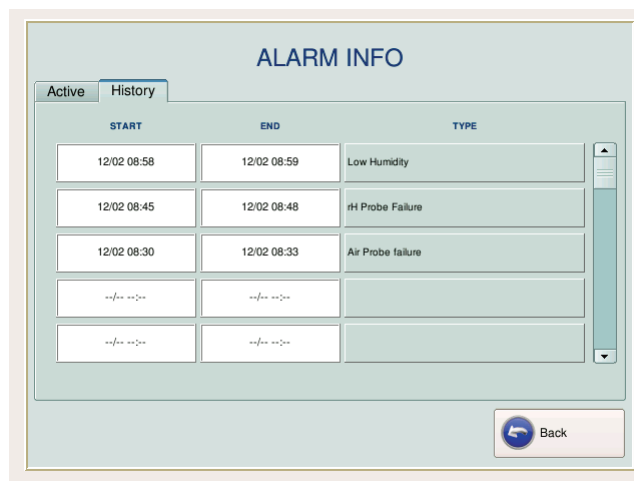 ALARM INFO
Active History
START END TYPE
12/02 08:58 12/02 08:59 Low Humidity
12/02 08:45 12/02 08:48 rH Probe Failure
12/02 08:30 12/02 08:33 Air Probe failure
--/-- --:-- --/-- --:--
--/-- --:-- --/-- --:--
Back